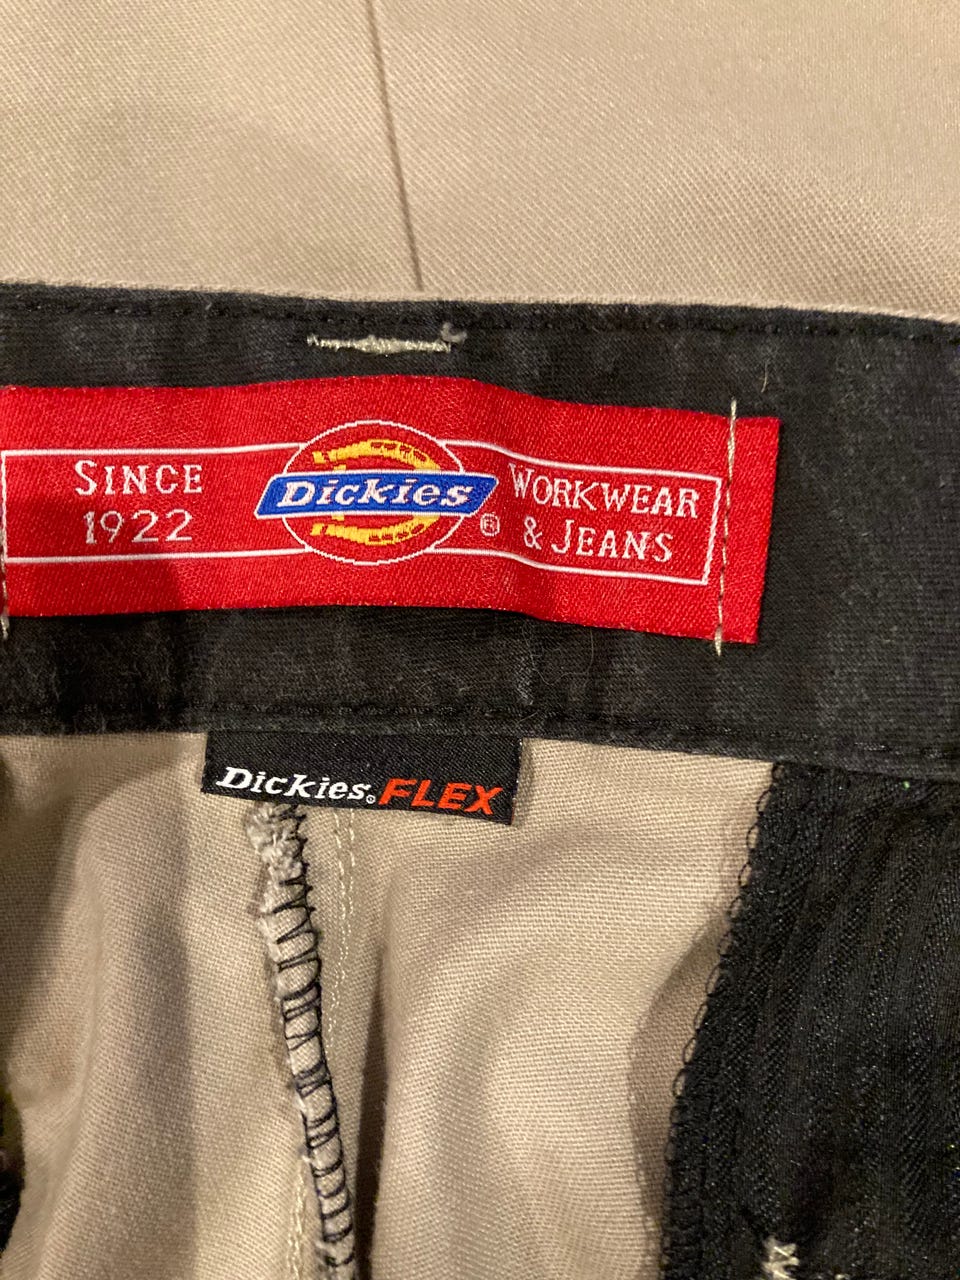 SINCE
1922
Dickies
®
WORKWEAR
& JEANS
Dickies® FLEX